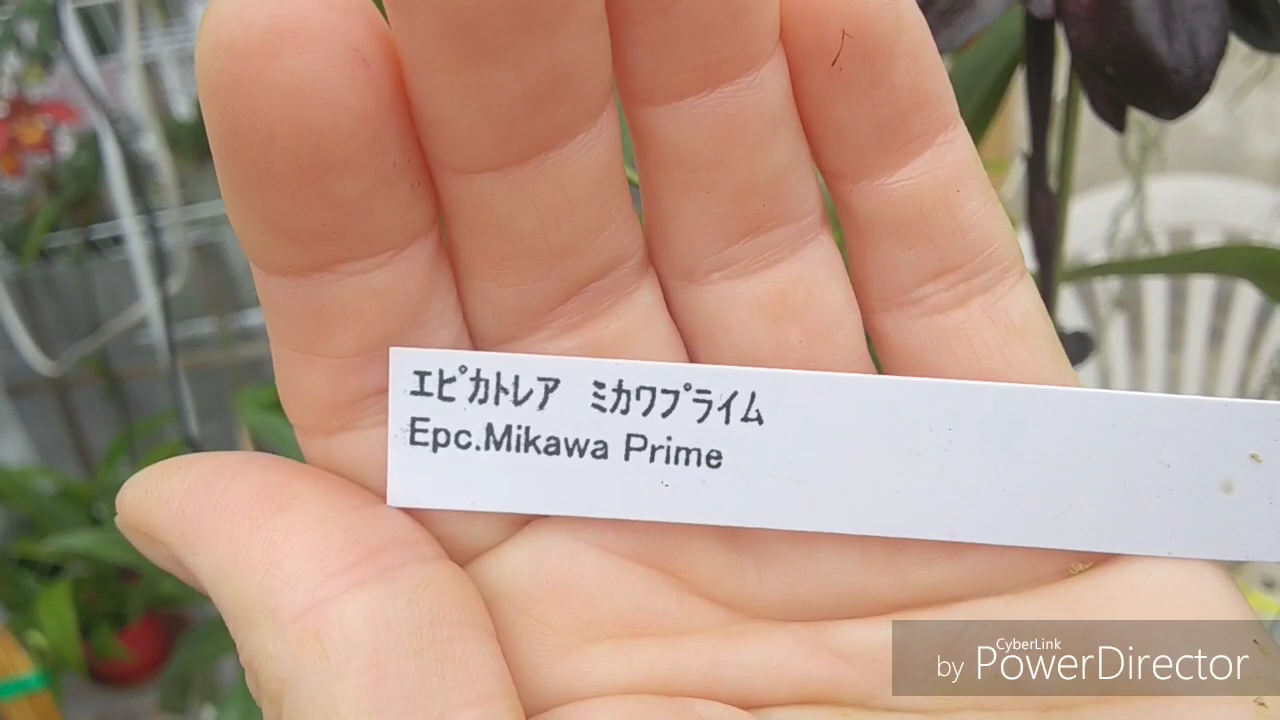 ｴﾋﾟｶﾄﾚｱ　ﾐｶﾜﾌﾟﾗｲﾑ
Epc.Mikawa Prime
CyberLink
by PowerDirector